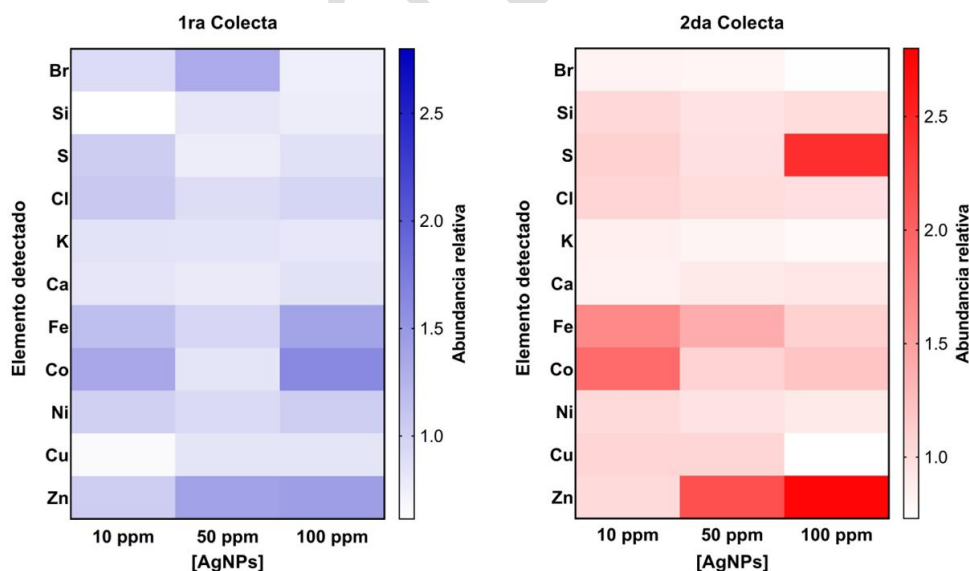 1ra Colecta
Elemento detectado
Br
Si
S
Cl
K
Ca
Fe
Co
Ni
Cu
Zn
10 ppm 50 ppm 100 ppm
[AgNPs]
2.5
2.0
1.5
1.0
Abundancia relativa
2da Colecta
Elemento detectado
Br
Si
S
Cl
K
Ca
Fe
Co
Ni
Cu
Zn
10 ppm 50 ppm 100 ppm
[AgNPs]
2.5
2.0
1.5
1.0
Abundancia relativa